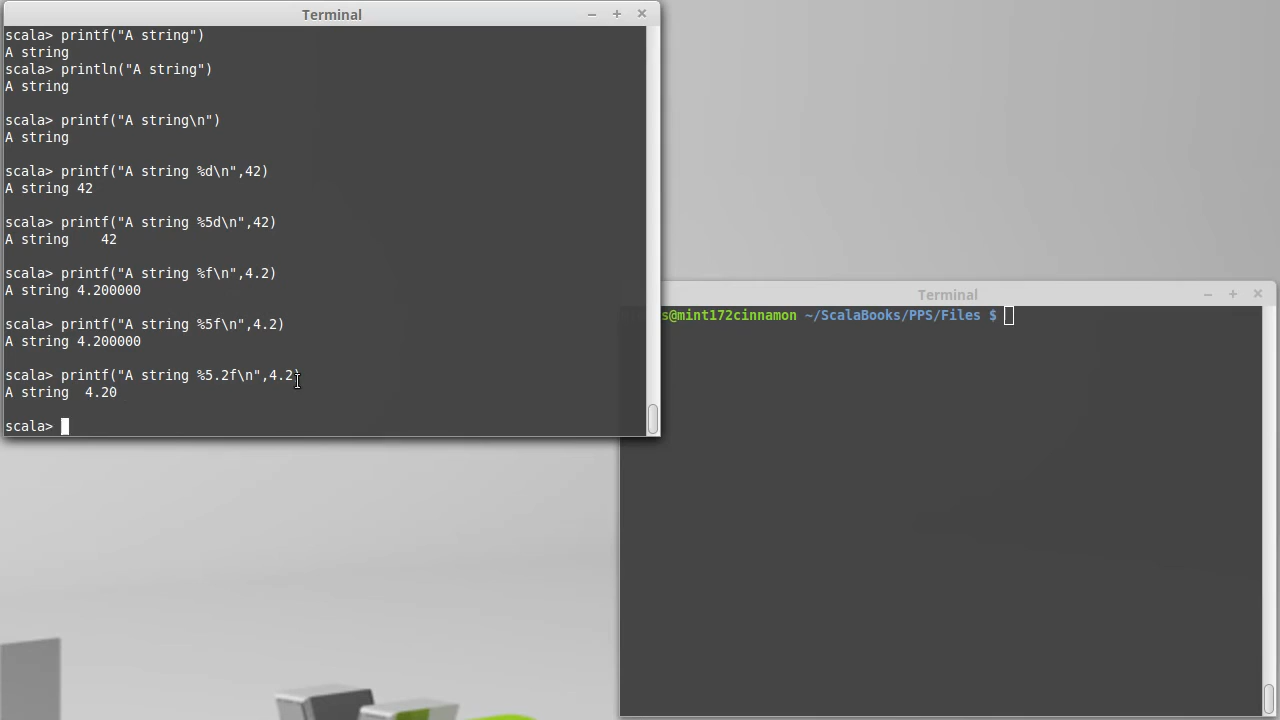 Terminal
scala> printf("A string")
A string
scala> println("A string")
A string
scala> printf("A string\n")
A string
scala> printf("A string %d\n",42)
A string 42
scala> printf("A string %5d\n",42)
A string    42
scala> printf("A string %f\n",4.2)
A string 4.200000
scala> printf("A string %5f\n",4.2)
A string 4.200000
scala> printf("A string %5.2f\n",4.2)
A string  4.20
scala>
Terminal
s@mint172cinnamon ~/ScalaBooks/PPS/Files $